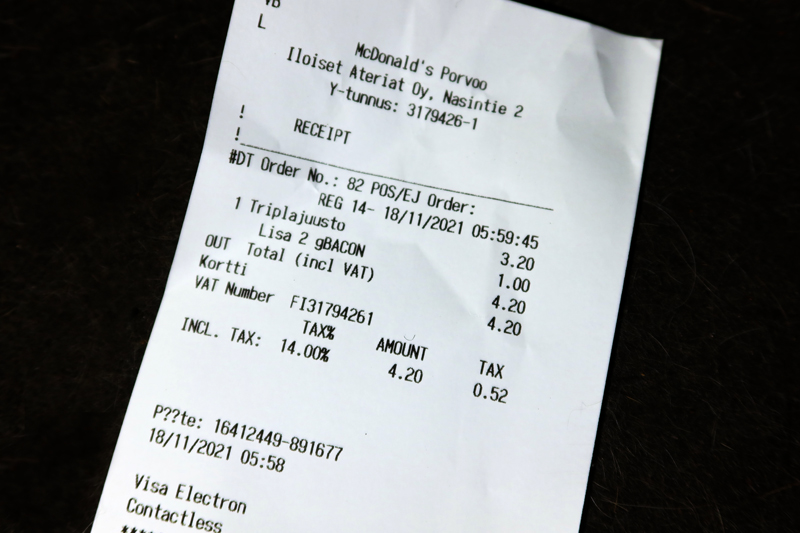 L
McDonald's Porvoo
Iloiset Ateriat Oy, Nasintie 2
Y-tunnus: 3179426-1
!
! RECEIPT
#DT Order No.: 82 POS/EJ Order:
REG 14- 18/11/2021 05:59:45
1 Triplajuusto 3.20
Lisa 2 gBACON 1.00
OUT Total (incl VAT) 4.20
Kortti 4.20
VAT Number FI31794261
TAX% AMOUNT TAX
INCL. TAX: 14.00% 4.20 0.52
P??te: 16412449-891677
18/11/2021 05:58
Visa Electron
Contactless